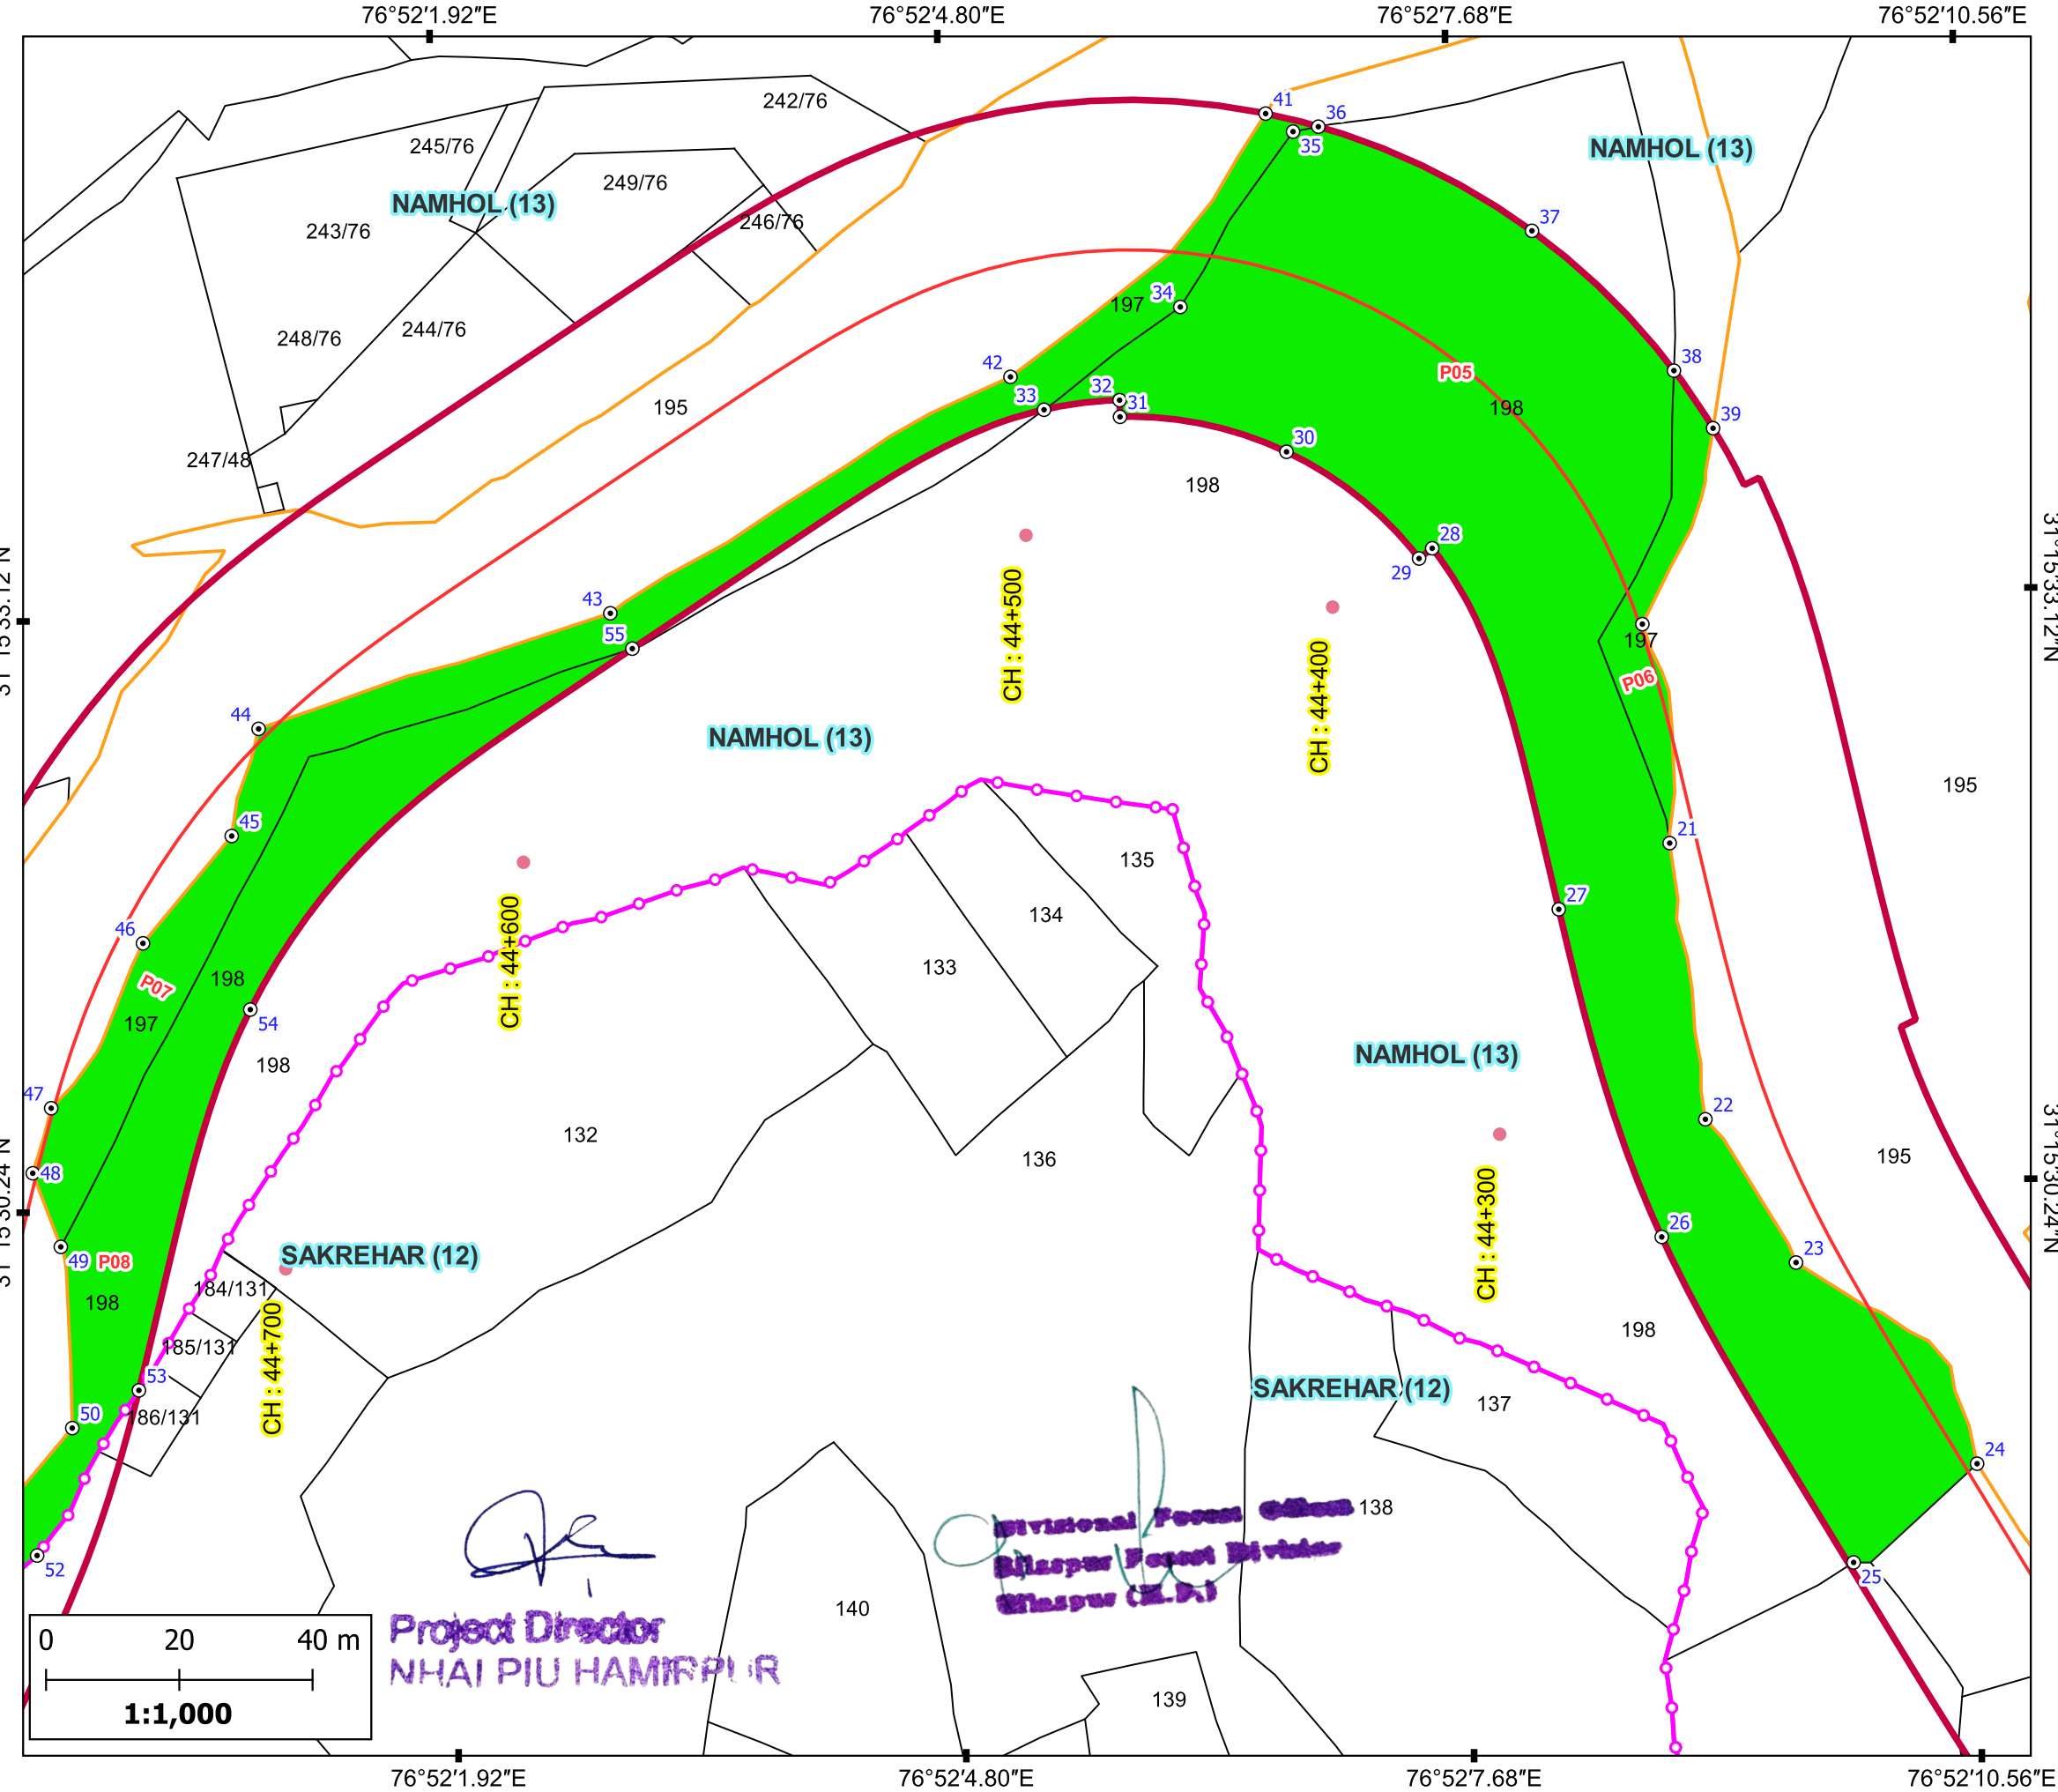 76°52′1.92″E 76°52′4.80″E 76°52′7.68″E 76°52′10.56″E
41
36
35
242/76
245/76
NAMHOL (13)
249/76
NAMHOL (13)
243/76
246/76
37
34
197
248/76
244/76
P05
38
42
32
33
31
198
195
39
30
247/48
198
28
29
31°15′33.12″N
CH : 44+500
43
55
197
CH : 44+400
P06
44
NAMHOL (13)
195
45
21
135
27
134
46
133
198
P07
CH : 44+600
54
197
NAMHOL (13)
198
47
22
132
136
195
48
31°15′30.24″N
26
49
P08
SAKREHAR (12)
23
CH : 44+300
184/131
198
198
185/131
CH : 44+700
53
SAKREHAR (12)
137
50
186/131
24
138
Divisional Forest Officer
Bilaspur Forest Division
Bilaspur (H.P.)
52
25
140
Project Director
NHAI PIU HAMIRPUR
0 20 40 m
1:1,000
139
76°52′1.92″E 76°52′4.80″E 76°52′7.68″E 76°52′10.56″E